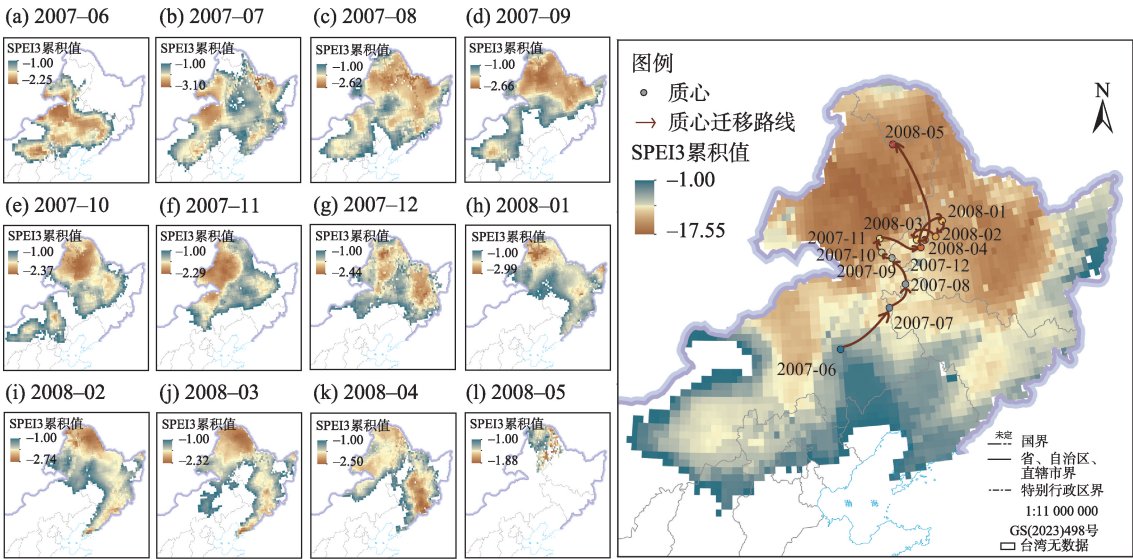 (a) 2007–06
SPEI3累积值
−1.00
−2.25
(b) 2007–07
SPEI3累积值
−1.00
−3.10
(c) 2007–08
SPEI3累积值
−1.00
−2.62
(d) 2007–09
SPEI3累积值
−1.00
−2.66
(e) 2007–10
SPEI3累积值
−1.00
−2.37
(f) 2007–11
SPEI3累积值
−1.00
−2.29
(g) 2007–12
SPEI3累积值
−1.00
−2.44
(h) 2008–01
SPEI3累积值
−1.00
−2.99
(i) 2008–02
SPEI3累积值
−1.00
−2.74
(j) 2008–03
SPEI3累积值
−1.00
−2.32
(k) 2008–04
SPEI3累积值
−1.00
−2.50
(l) 2008–05
SPEI3累积值
−1.00
−1.88
图例
质心
质心迁移路线
SPEI3累积值
−1.00
−17.55
N
2008-05
2008-01
2008-03
2008-02
2007-11
2008-04
2007-10
2007-12
2007-09
2007-08
2007-07
2007-06
渤 海
未定
国界
省、自治区、
直辖市界
特别行政区界
1:11 000 000
GS(2023)498号
台湾无数据